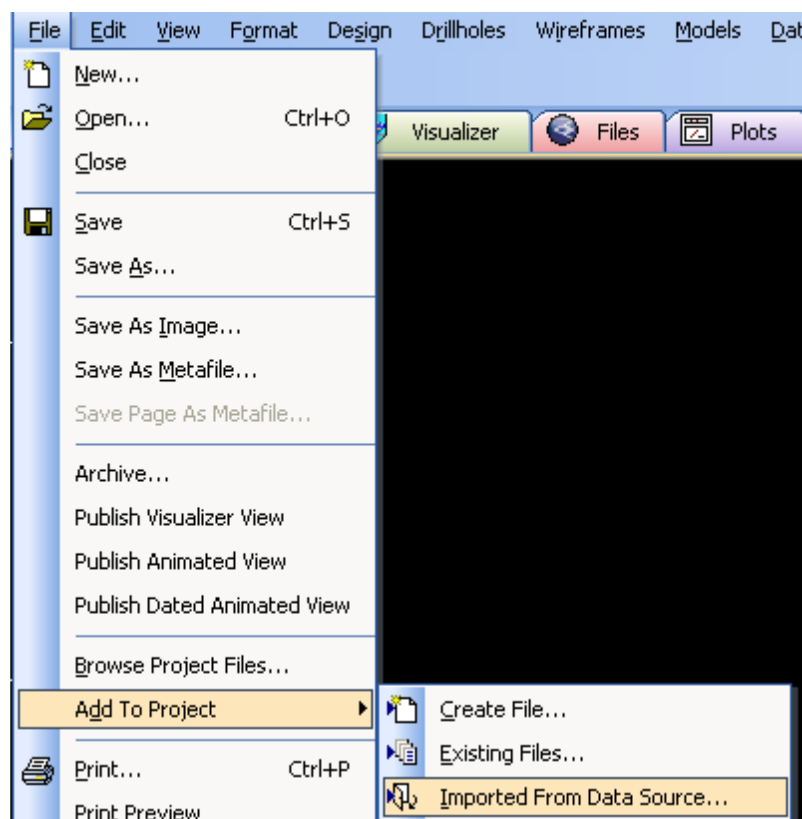 File Edit View Format Design Drillholes Wireframes Models Dat
New...
Open... Ctrl+O
Visualizer Files Plots
Close
Save Ctrl+S
Save As...
Save As Image...
Save As Metafile...
Save Page As Metafile...
Archive...
Publish Visualizer View
Publish Animated View
Publish Dated Animated View
Browse Project Files...
Add To Project
Create File...
Existing Files...
Imported From Data Source...
Print... Ctrl+P
Print Preview